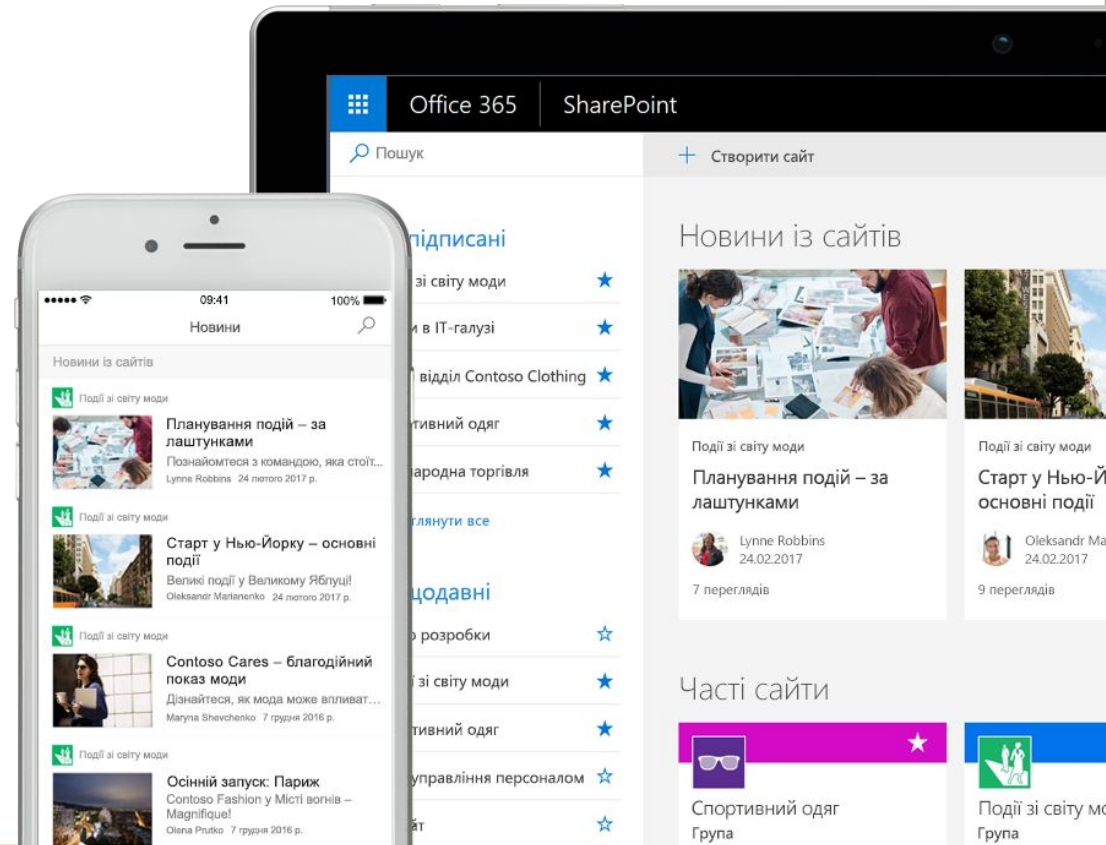 Office 365
SharePoint
Пошук
Створити сайт
підписані
зі світу моди
в ІТ-галузі
відділ Contoso Clothing
одяг
торгівля
все
розробки
зі світу моди
одяг
управління персоналом
Новини із сайтів
Події зі світу моди
Планування подій – за
лаштунками
Lynne Robbins
24.02.2017
7 переглядів
Події зі світу моди
Старт у Нью-Й
основні події
Oleksandr Ma
24.02.2017
9 переглядів
Часті сайти
Спортивний одяг
Група
Події зі світу мо
Група
09:41
100%
Новини
Новини із сайтів
Події зі світу моди
Планування подій – за
лаштунками
Познайомтеся з командою, яка стоїт...
Lynne Robbins 24 лютого 2017 р.
Події зі світу моди
Старт у Нью-Йорку – основні
події
Великі події у Великому Яблуці!
Oleksandr Marianenko 24 лютого 2017 р.
Події зі світу моди
Contoso Cares – благодійний
показ моди
Дізнайтеся, як мода може впливат...
Maryna Shevchenko 7 грудня 2016 р.
Події зі світу моди
Осінній запуск: Париж
Contoso Fashion у Місті вогнів –
Magnifique!
Olena Prutko 7 грудня 2016 р.